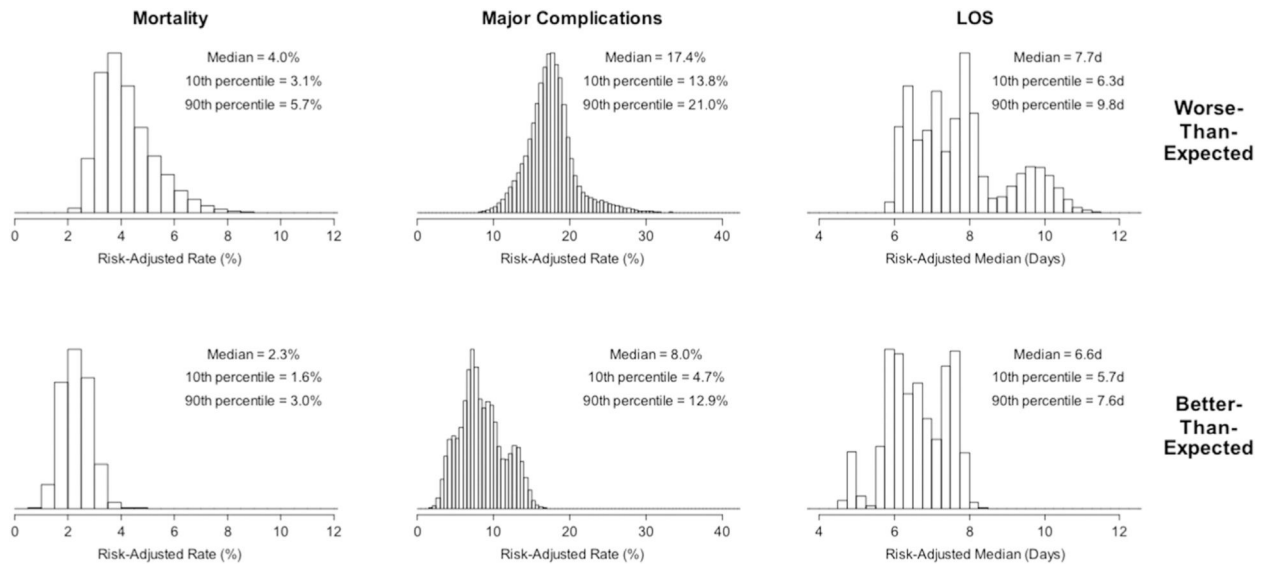 Mortality
Major Complications
LOS
Median = 4.0%
10th percentile = 3.1%
90th percentile = 5.7%
0 2 4 6 8 10 12
Risk-Adjusted Rate (%)
Median = 17.4%
10th percentile = 13.8%
90th percentile = 21.0%
0 10 20 30 40
Risk-Adjusted Rate (%)
Median = 7.7d
10th percentile = 6.3d
90th percentile = 9.8d
4 6 8 10 12
Risk-Adjusted Median (Days)
Worse-
Than-
Expected
Median = 2.3%
10th percentile = 1.6%
90th percentile = 3.0%
0 2 4 6 8 10 12
Risk-Adjusted Rate (%)
Median = 8.0%
10th percentile = 4.7%
90th percentile = 12.9%
0 10 20 30 40
Risk-Adjusted Rate (%)
Median = 6.6d
10th percentile = 5.7d
90th percentile = 7.6d
4 6 8 10 12
Risk-Adjusted Median (Days)
Better-
Than-
Expected